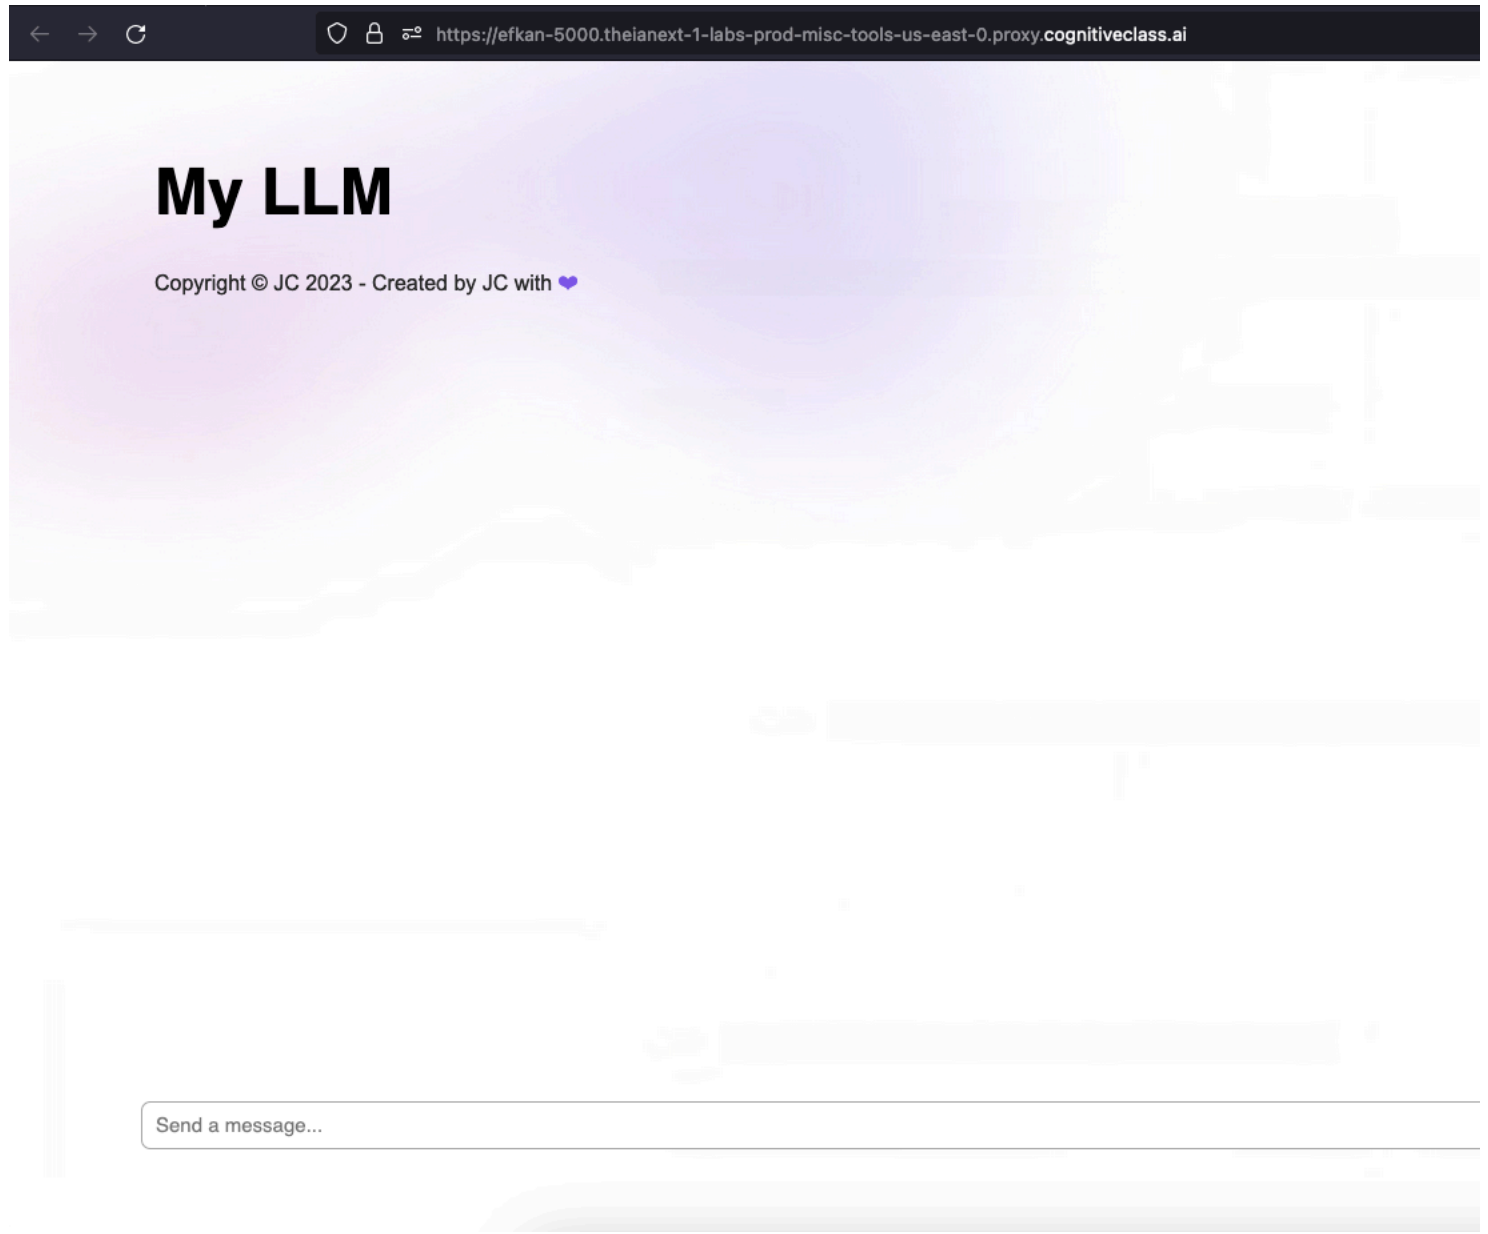 https://efkan-5000.theianext-1-labs-prod-misc-tools-us-east-0.proxy.cognitiveclass.ai
My LLM
Copyright © JC 2023 - Created by JC with 💜
Send a message...